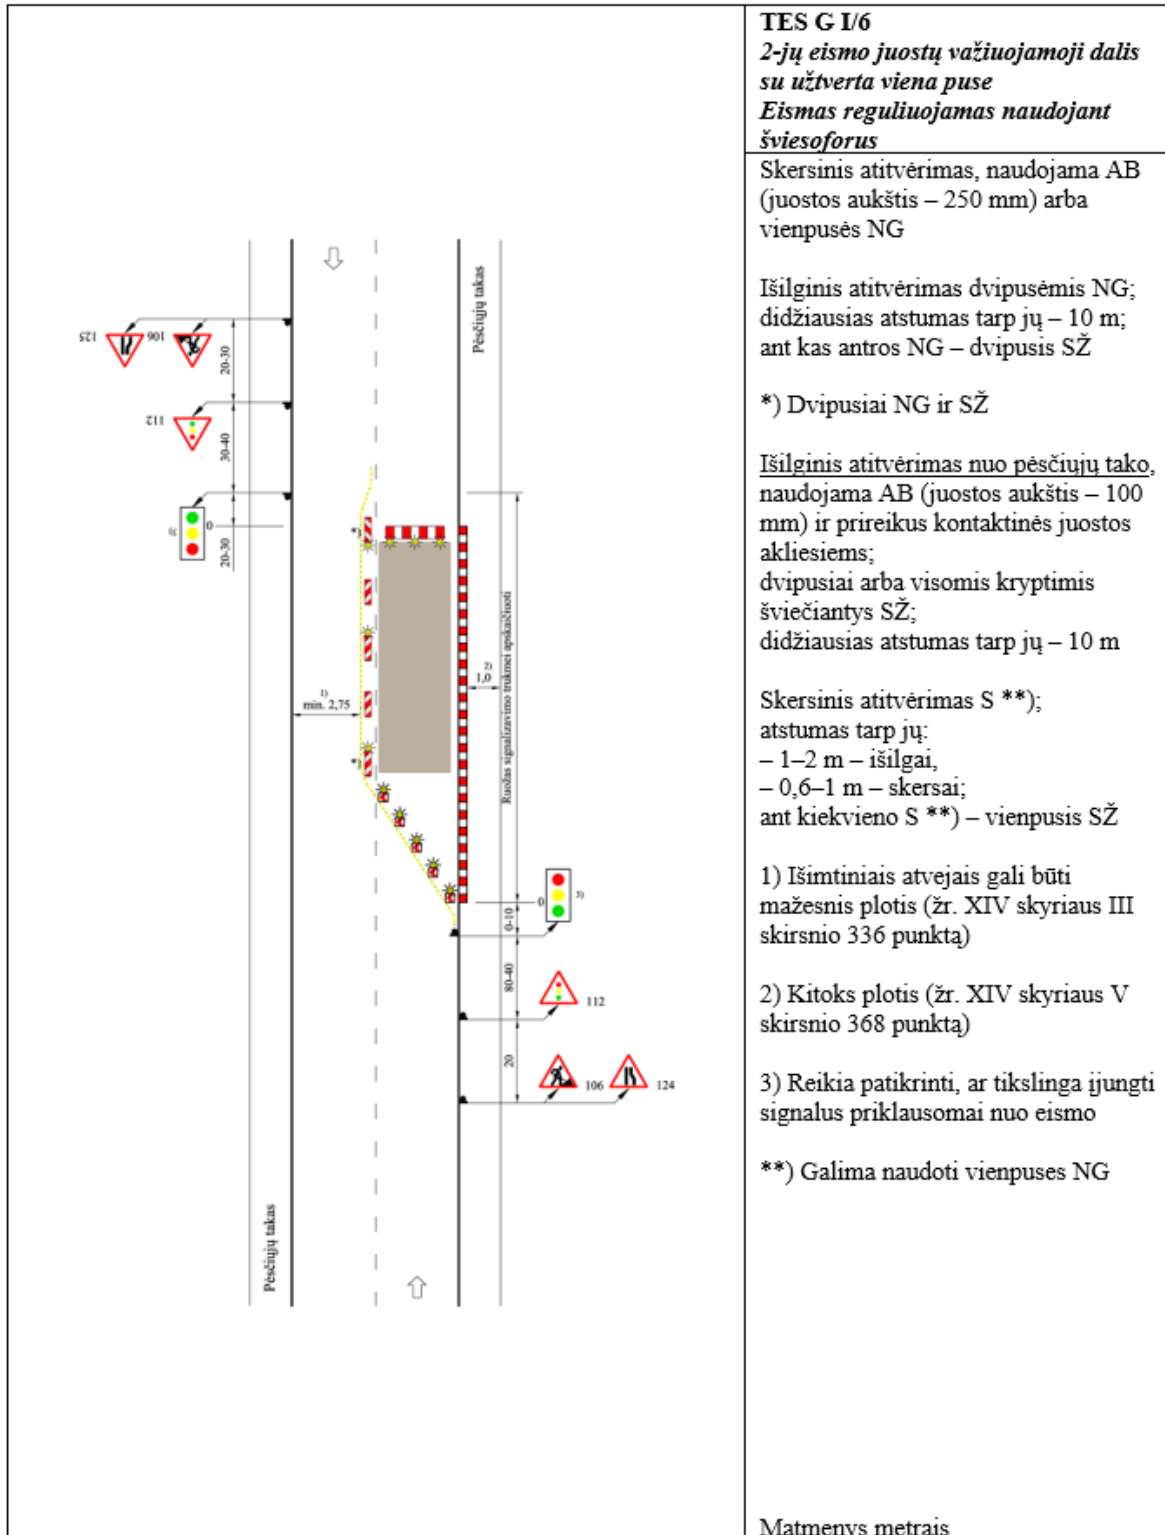 TES G I/6
2-jų eismo juostų važiuojamoji dalis
su užtverta viena puse
Eismas reguliuojamas naudojant
šviesoforus
Skersinis atitvėrimas, naudojama AB
(juostos aukštis – 250 mm) arba
vienpusės NG
Išilginis atitvėrimas dvipusėmis NG;
didžiausias atstumas tarp jų – 10 m;
ant kas antros NG – dvipusis SŽ
*) Dvipusiai NG ir SŽ
Išilginis atitvėrimas nuo pėsčiųjų tako,
naudojama AB (juostos aukštis – 100
mm) ir prireikus kontaktinės juostos
akliesiems;
dvipusiai arba visomis kryptimis
šviečiantys SŽ;
didžiausias atstumas tarp jų – 10 m
Skersinis atitvėrimas S **);
atstumas tarp jų:
– 1–2 m – išilgai,
– 0,6–1 m – skersai;
ant kiekvieno S **) – vienpusis SŽ
1) Išimtiniais atvejais gali būti
mažesnis plotis (žr. XIV skyriaus III
skirsnio 336 punktą)
2) Kitoks plotis (žr. XIV skyriaus V
skirsnio 368 punktą)
3) Reikia patikrinti, ar tikslinga įjungti
signalus priklausomai nuo eismo
**) Galima naudoti vienpuses NG
Matmenys metrais
Pėsčiųjų takas
125
106
20-30
112
30-40
3)
0
20-30
*)
1)
min. 2,75
2)
1,0
Ruožas signalizavimo trukmei apskaičiuoti
*)
0
3)
0-10
80-40
112
20
106
124
Pėsčiųjų takas